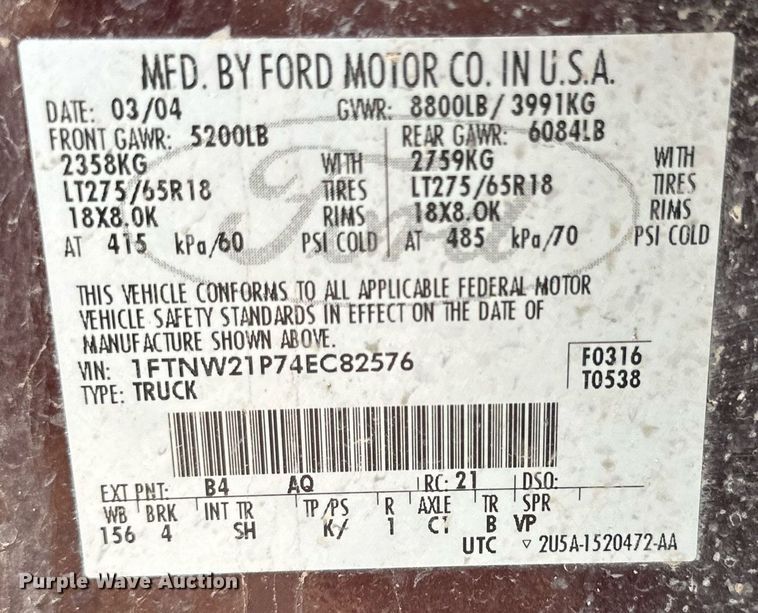 MFD. BY FORD MOTOR CO. IN U.S.A.
DATE: 03/04 GVWR: 8800LB/ 3991KG
FRONT GAWR: 5200LB REAR GAWR: 6084LB
2358KG WITH 2759KG WITH
LT275/65R18 TIRES LT275/65R18 TIRES
18X8.0K RIMS 18X8.0K RIMS
AT 415 kPa/60 PSI COLD AT 485 kPa/70 PSI COLD
Ford
THIS VEHICLE CONFORMS TO ALL APPLICABLE FEDERAL MOTOR
VEHICLE SAFETY STANDARDS IN EFFECT ON THE DATE OF
MANUFACTURE SHOWN ABOVE.
VIN: 1FTNW21P74EC82576 F0316
TYPE: TRUCK T0538
EXT PNT: B4 AQ RC: 21 DSO:
WB BRK INT TR TP/PS R AXLE TR SPR
156 4 SH K/ 1 C1 B VP
UTC ▽ 2U5A-1520472-AA
Purple Wave Auction